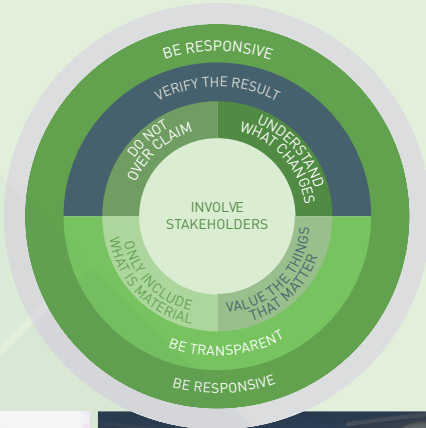 BE RESPONSIVE
VERIFY THE RESULT
DO NOT
OVER CLAIM
UNDERSTAND
WHAT CHANGES
INVOLVE
STAKEHOLDERS
ONLY INCLUDE
WHAT IS MATERIAL
VALUE THE THINGS
THAT MATTER
BE TRANSPARENT
BE RESPONSIVE